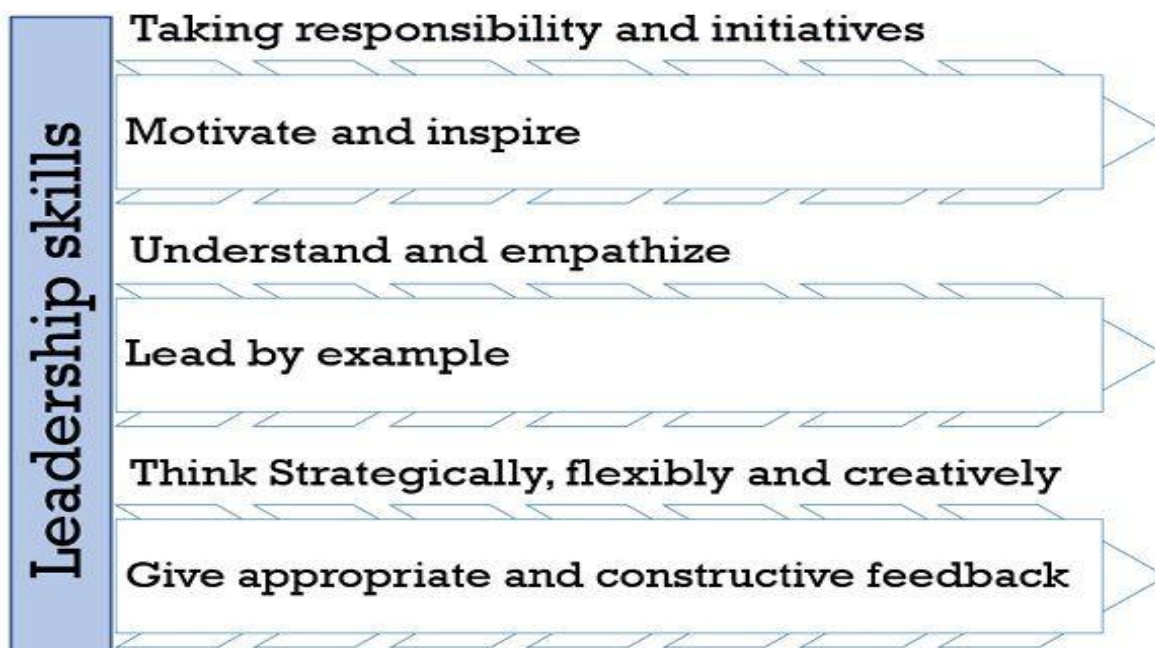 Leadership skills
Taking responsibility and initiatives
Motivate and inspire
Understand and empathize
Lead by example
Think Strategically, flexibly and creatively
Give appropriate and constructive feedback